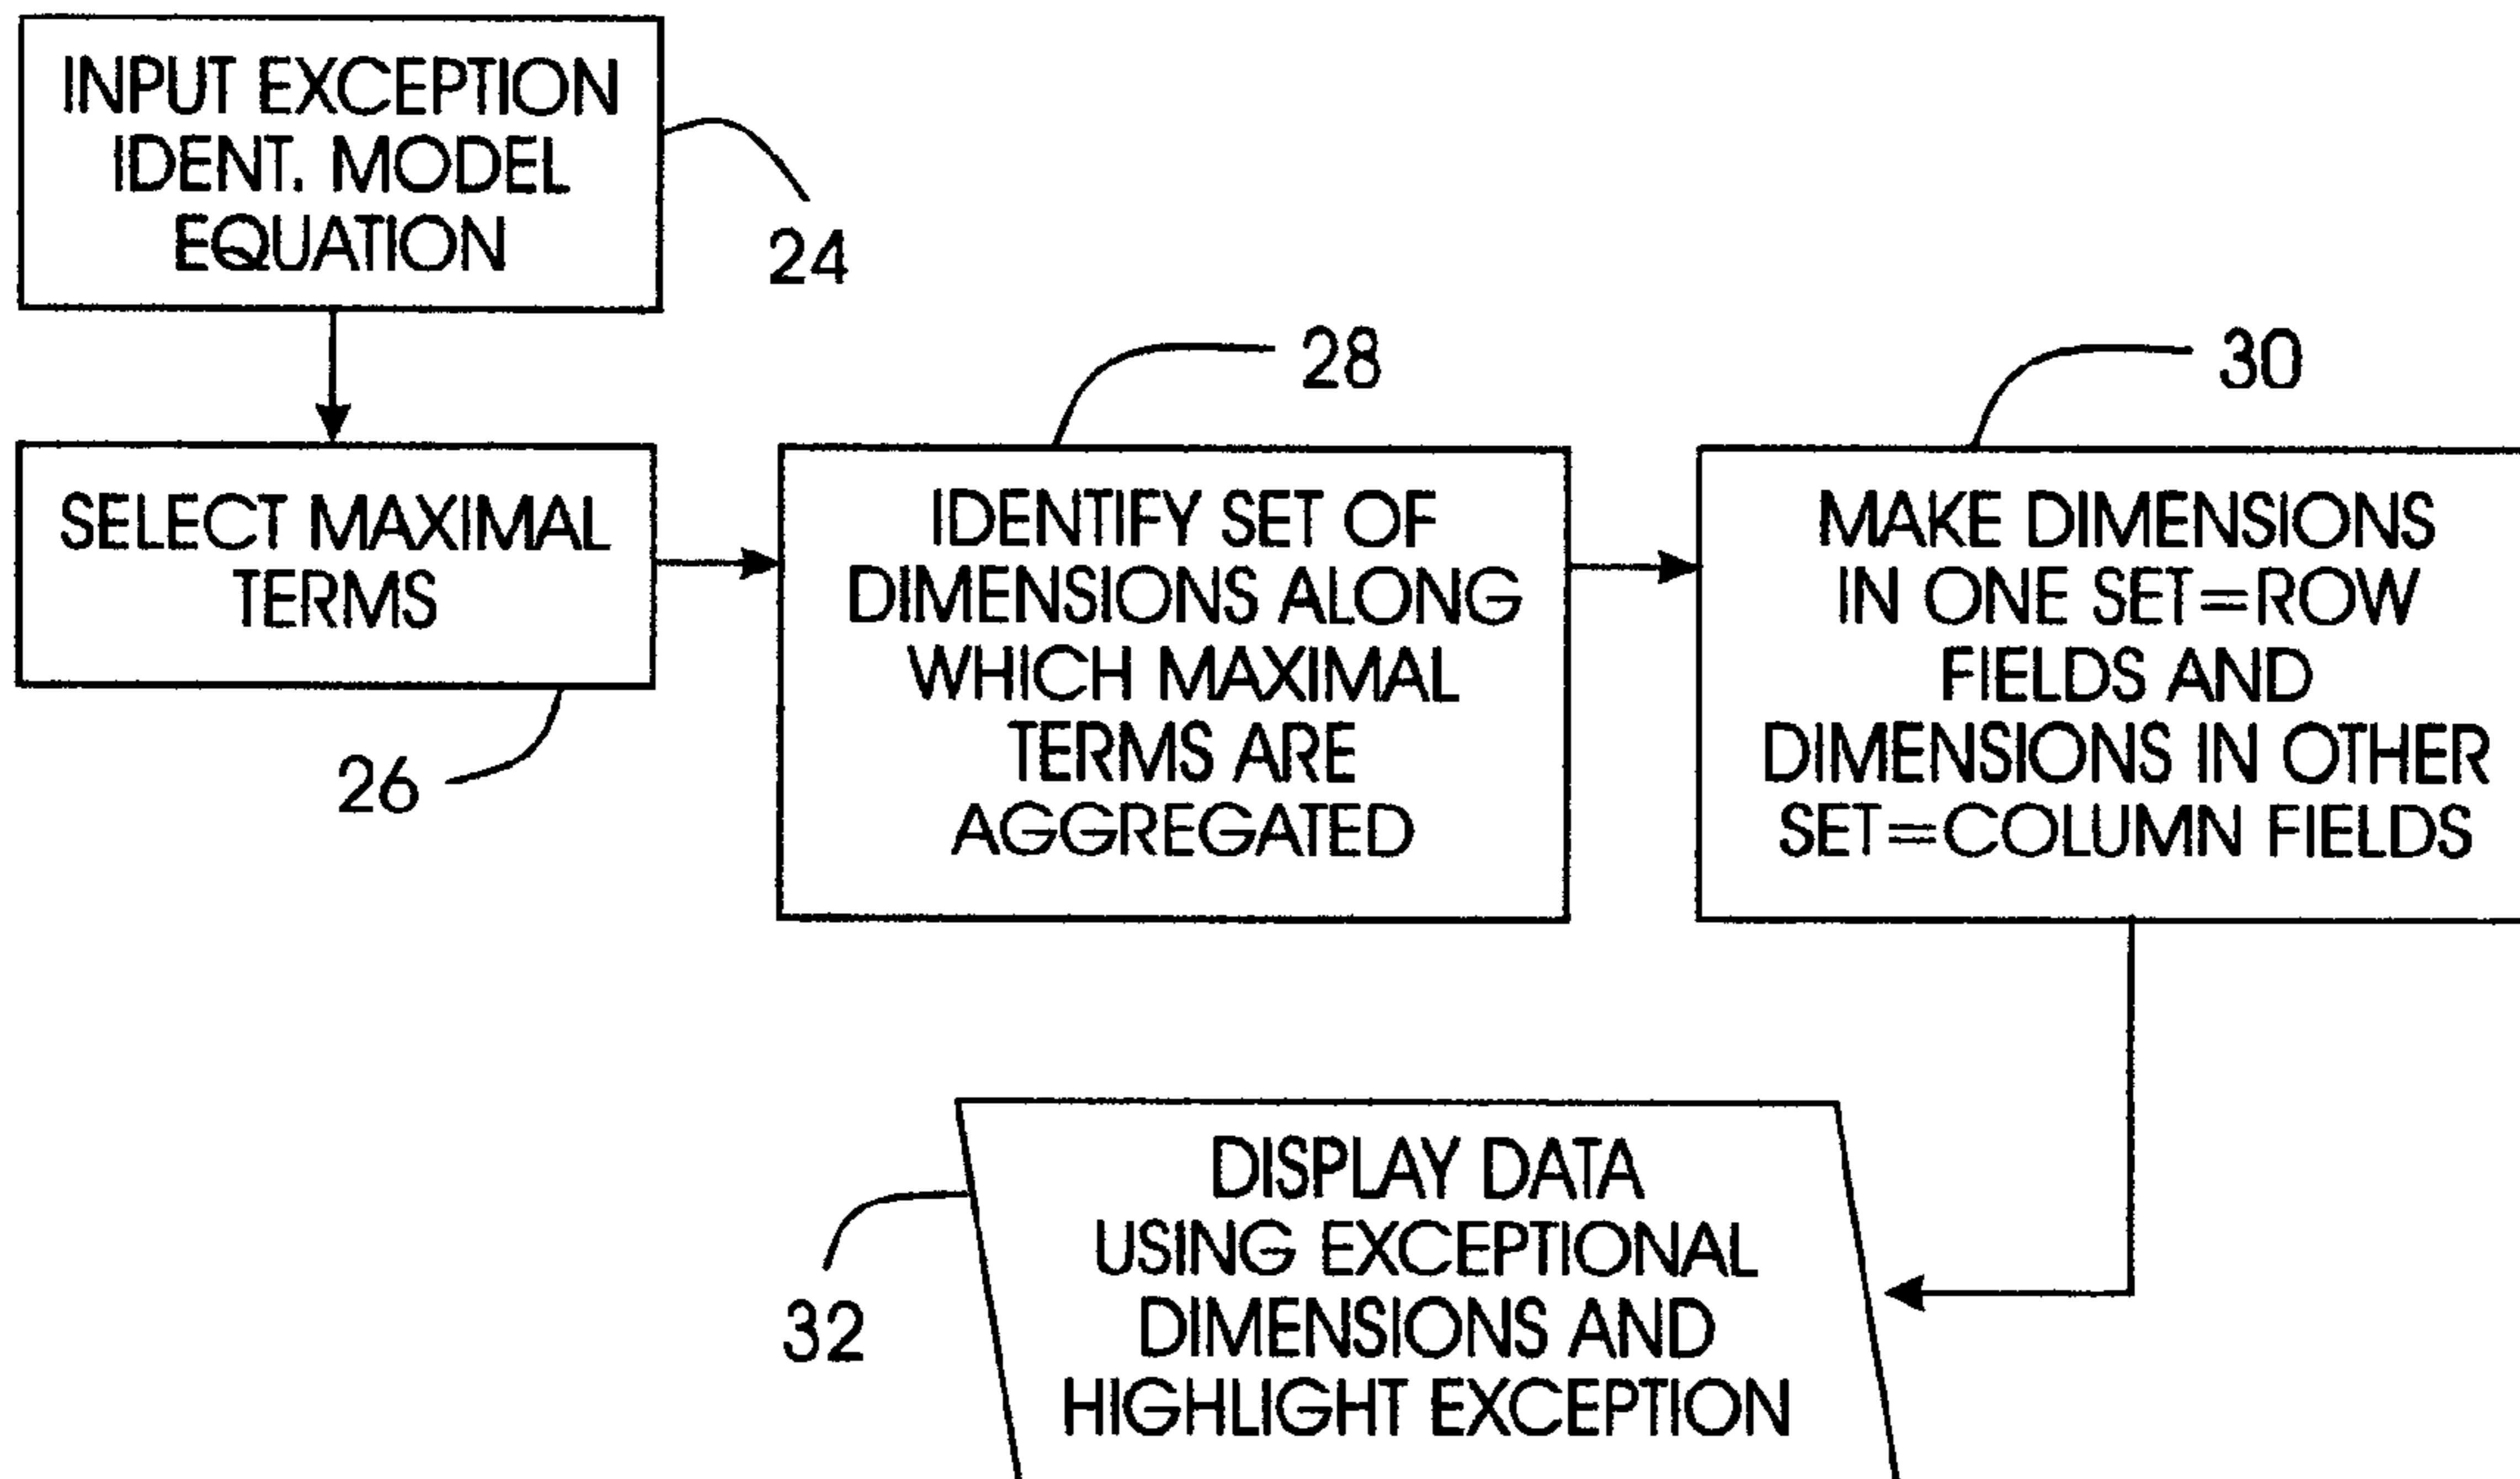 INPUT EXCEPTION
IDENT. MODEL
EQUATION
24
28
30
SELECT MAXIMAL
TERMS
26
IDENTIFY SET OF
DIMENSIONS ALONG
WHICH MAXIMAL
TERMS ARE
AGGREGATED
MAKE DIMENSIONS
IN ONE SET=ROW
FIELDS AND
DIMENSIONS IN OTHER
SET=COLUMN FIELDS
DISPLAY DATA
USING EXCEPTIONAL
DIMENSIONS AND
HIGHLIGHT EXCEPTION
32